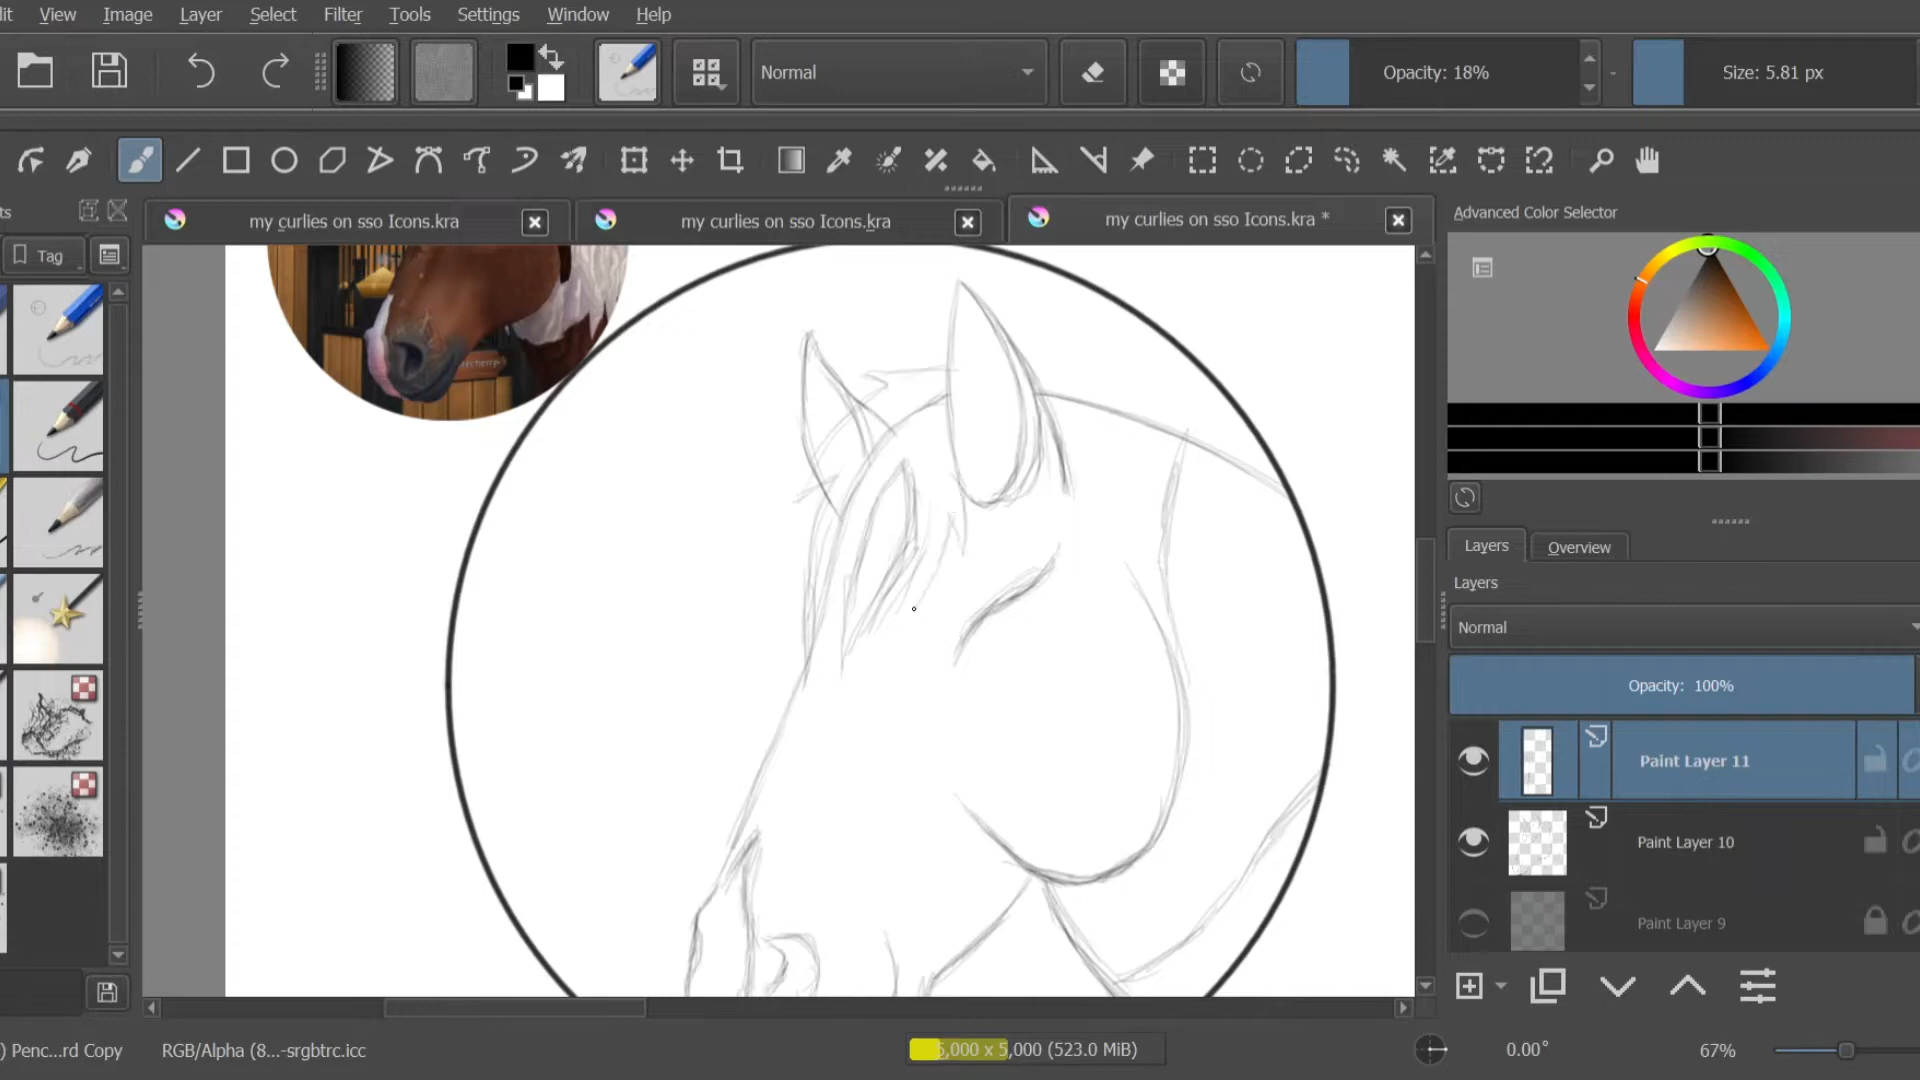 it View Image Layer Select Filter Tools Settings Window Help
Normal Opacity: 18% Size: 5.81 px
my curlies on sso Icons.kra my curlies on sso Icons.kra my curlies on sso Icons.kra *
Advanced Color Selector
ts
Tag
Layers Overview
Layers
Normal
Opacity: 100%
Paint Layer 11
Paint Layer 10
Paint Layer 9
) Penc...rd Copy RGB/Alpha (8...-srgbtrc.icc 5,000 x 5,000 (523.0 MiB) 0.00° 67%